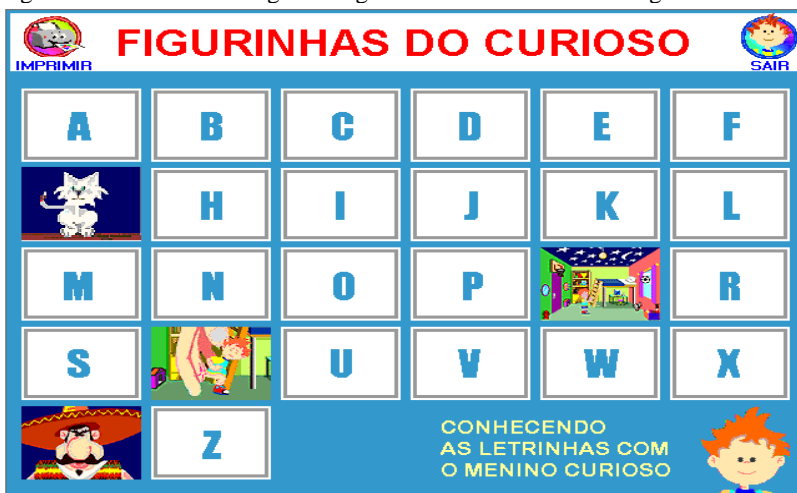 FIGURINHAS DO CURIOSO
IMPRIMIR
SAIR
A B C D E F
H I J K L
M N O P R
S U V W X
Z
CONHECENDO
AS LETRINHAS COM
O MENINO CURIOSO